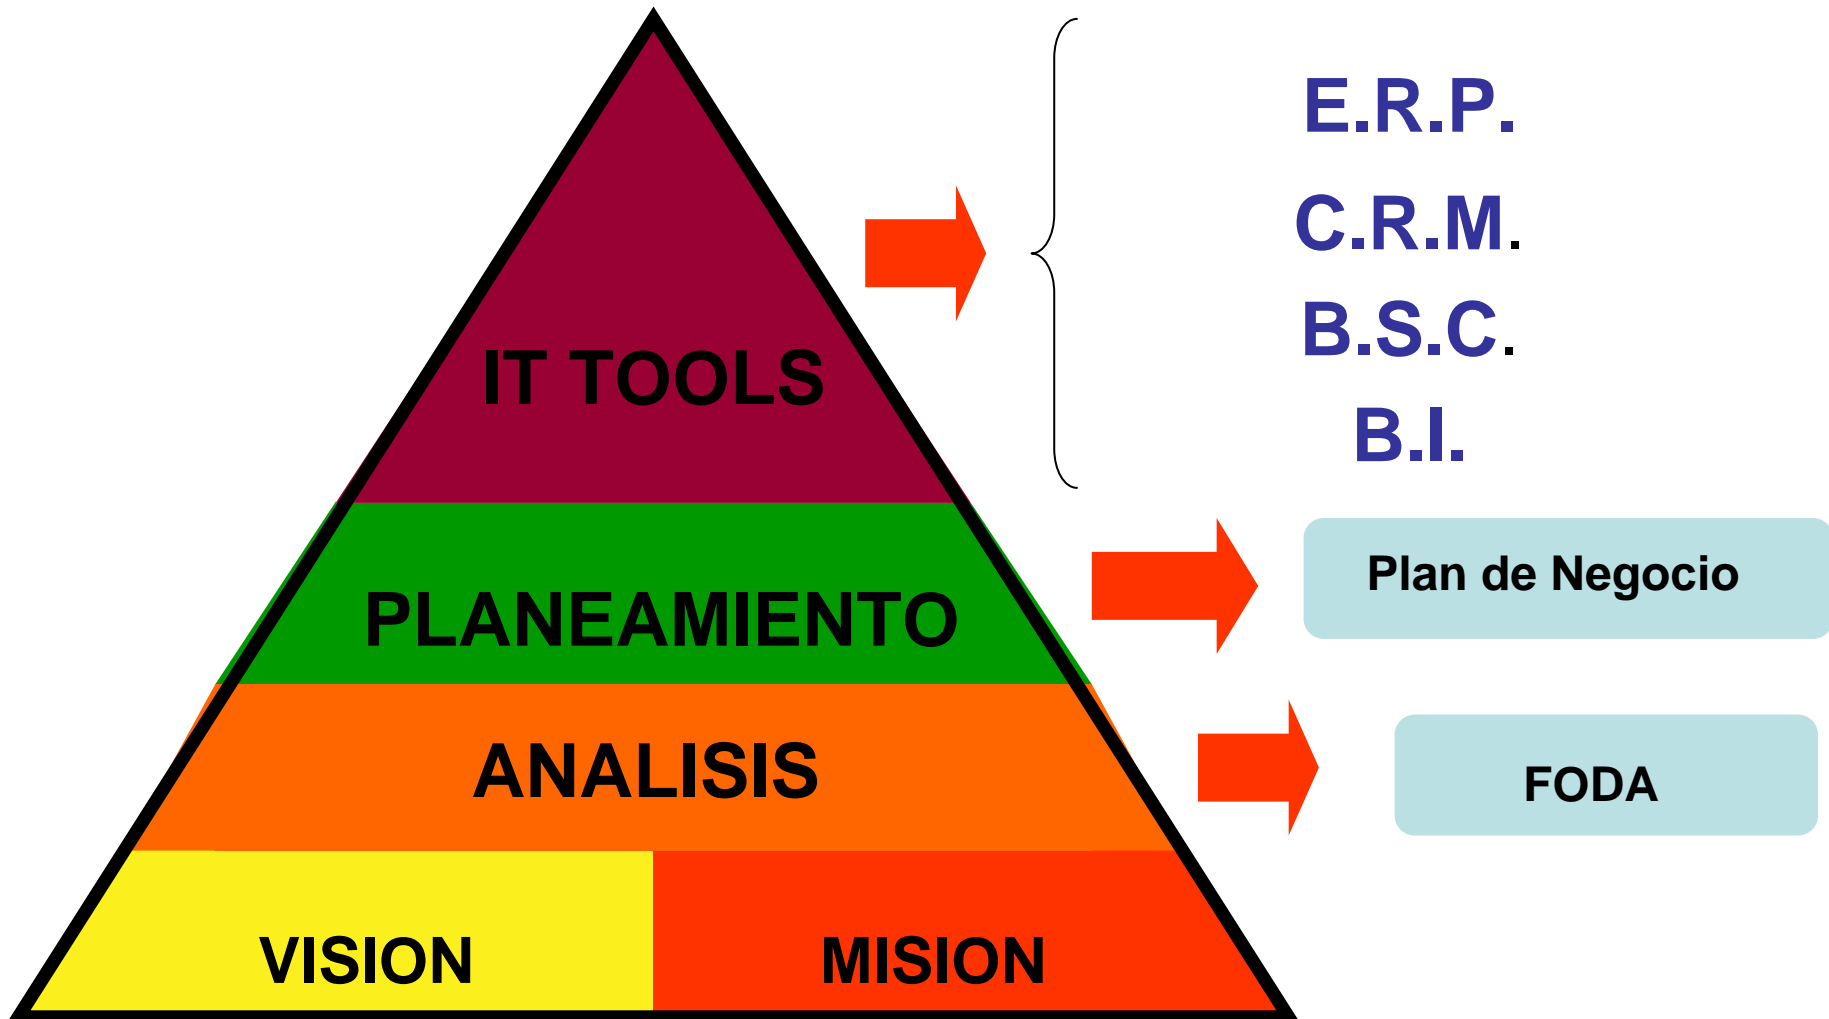 E.R.P.
C.R.M.
B.S.C.
B.I.
IT TOOLS
PLANEAMIENTO
Plan de Negocio
ANALISIS
FODA
VISION
MISION